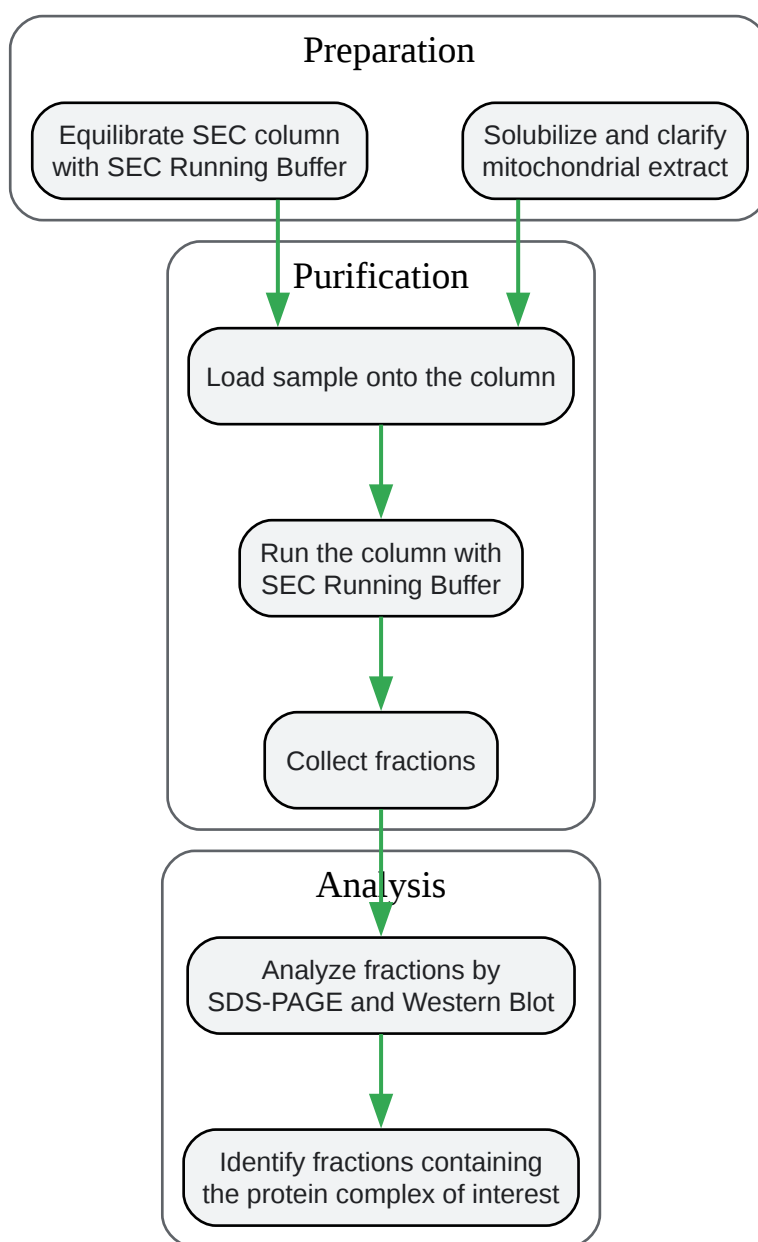 Preparation
Equilibrate SEC column
with SEC Running Buffer
Solubilize and clarify
mitochondrial extract
Purification
Load sample onto the column
Run the column with
SEC Running Buffer
Collect fractions
Analysis
Analyze fractions by
SDS-PAGE and Western Blot
Identify fractions containing
the protein complex of interest